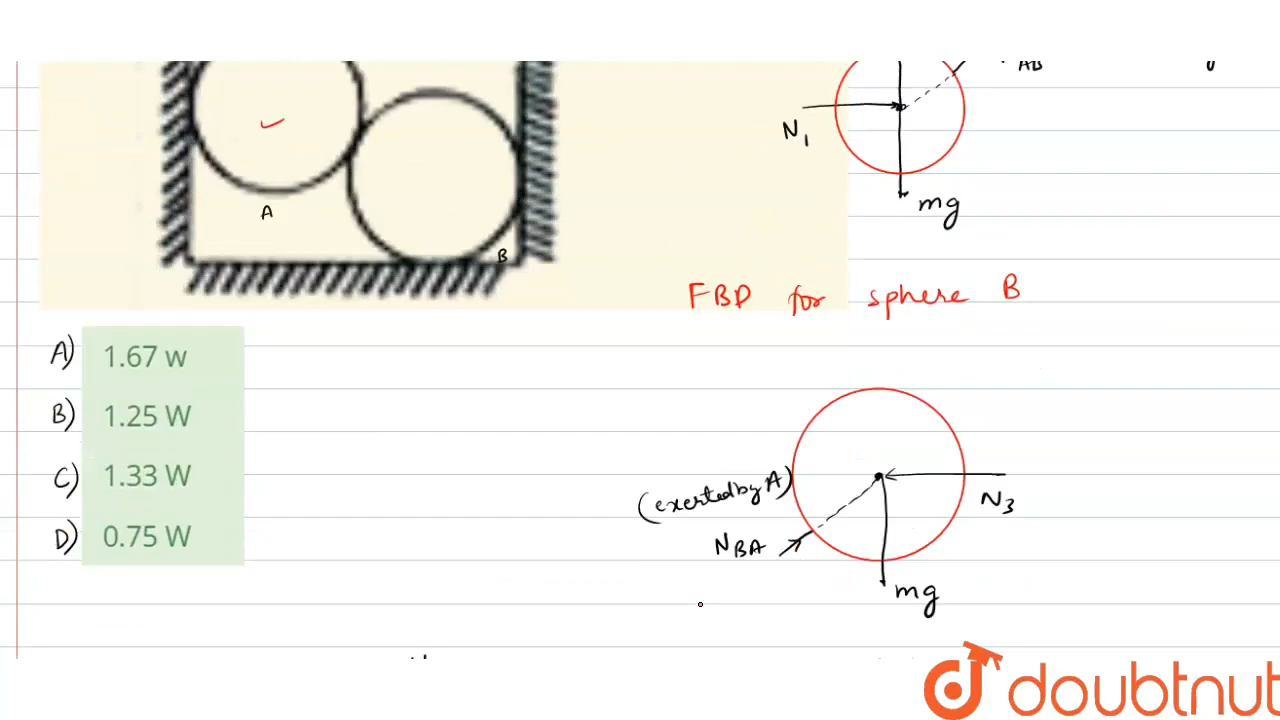 AB
N1
mg
A
B
FBD for sphere B
A) 1.67 w
B) 1.25 W
C) 1.33 W
D) 0.75 W
(exerted by A)
N3
NBA
mg
doubtnut